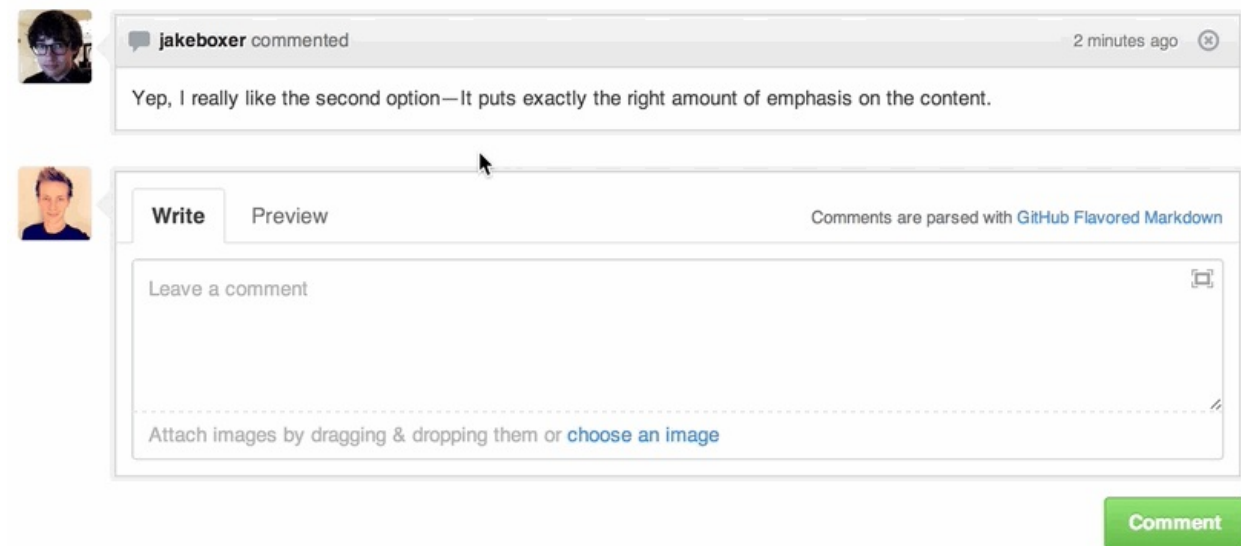 jakeboxer commented 2 minutes ago
Yep, I really like the second option—It puts exactly the right amount of emphasis on the content.
Write Preview Comments are parsed with GitHub Flavored Markdown
Leave a comment
Attach images by dragging & dropping them or choose an image
Comment